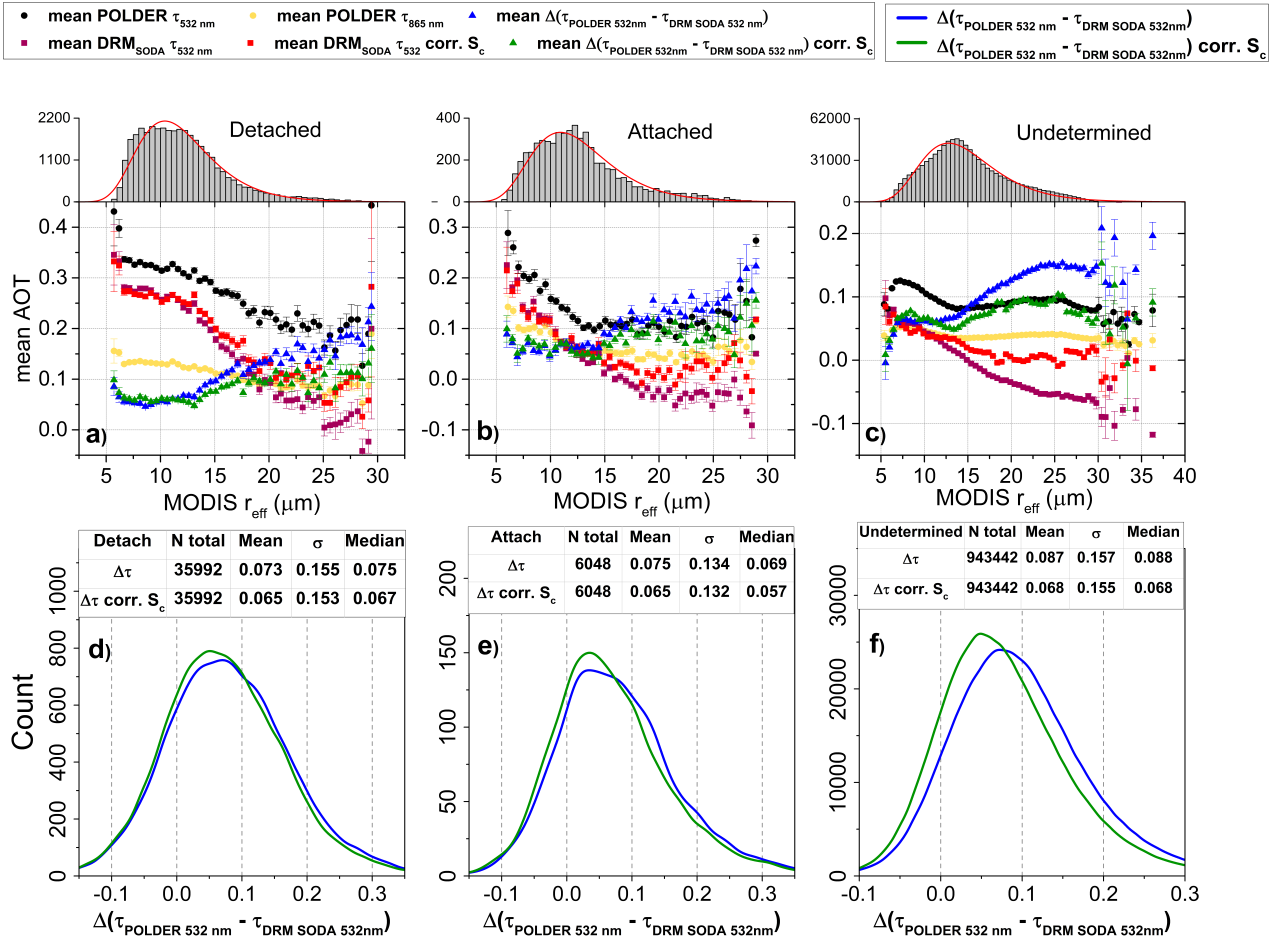 mean POLDER τ532 nm mean POLDER τ865 nm mean Δ(τPOLDER 532nm - τDRM SODA 532nm)
mean DRMSODA τ532 nm mean DRMSODA τ532 corr. Sc mean Δ(τPOLDER 532nm - τDRM SODA 532nm) corr. Sc
Δ(τPOLDER 532 nm - τDRM SODA 532nm)
Δ(τPOLDER 532 nm - τDRM SODA 532nm) corr. Sc
2200
1100
0
Detached
400
200
0
Attached
62000
31000
0
Undetermined
mean AOT
0.4
0.3
0.2
0.1
0.0
a)
5 10 15 20 25 30
MODIS reff (μm)
0.3
0.2
0.1
0.0
-0.1
b)
5 10 15 20 25 30
MODIS reff (μm)
0.2
0.1
0.0
-0.1
c)
5 10 15 20 25 30 35 40
MODIS reff (μm)
Detach N total Mean σ Median
Δτ 35992 0.073 0.155 0.075
Δτ corr. Sc 35992 0.065 0.153 0.067
Attach N total Mean σ Median
Δτ 6048 0.075 0.134 0.069
Δτ corr. Sc 6048 0.065 0.132 0.057
Undetermined N total Mean σ Median
Δτ 943442 0.087 0.157 0.088
Δτ corr. Sc 943442 0.068 0.155 0.068
Count
1000
800
600
400
200
0
d)
-0.1 0.0 0.1 0.2 0.3
Δ(τPOLDER 532 nm - τDRM SODA 532nm)
200
150
100
50
0
e)
-0.1 0.0 0.1 0.2 0.3
Δ(τPOLDER 532 nm - τDRM SODA 532nm)
30000
20000
10000
0
f)
-0.1 0.0 0.1 0.2 0.3
Δ(τPOLDER 532 nm - τDRM SODA 532nm)